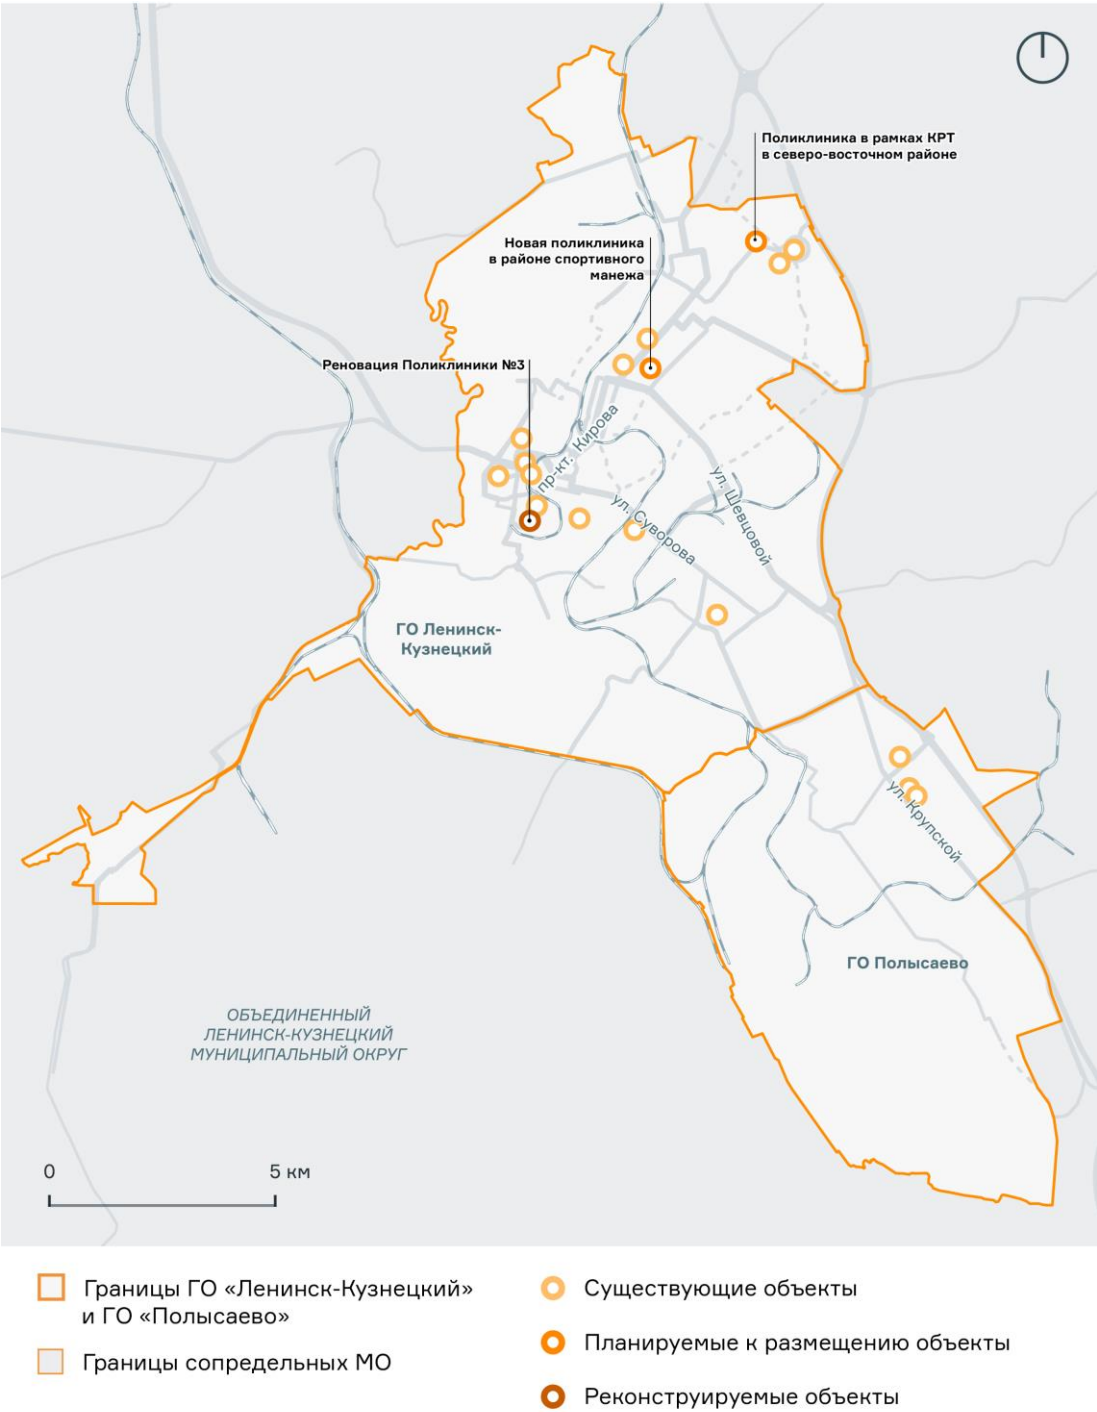 Поликлиника в рамках КРТ
в северо-восточном районе
Новая поликлиника
в районе спортивного
манежа
Реновация Поликлиники №3
пр-кт. Кирова
ул. Суворова
ул. Шевцовой
ГО Ленинск-
Кузнецкий
ул. Крупской
ГО Полысаево
ОБЪЕДИНЕННЫЙ
ЛЕНИНСК-КУЗНЕЦКИЙ
МУНИЦИПАЛЬНЫЙ ОКРУГ
0 5 км
Границы ГО «Ленинск-Кузнецкий»
и ГО «Полысаево»
Границы сопредельных МО
Существующие объекты
Планируемые к размещению объекты
Реконструируемые объекты